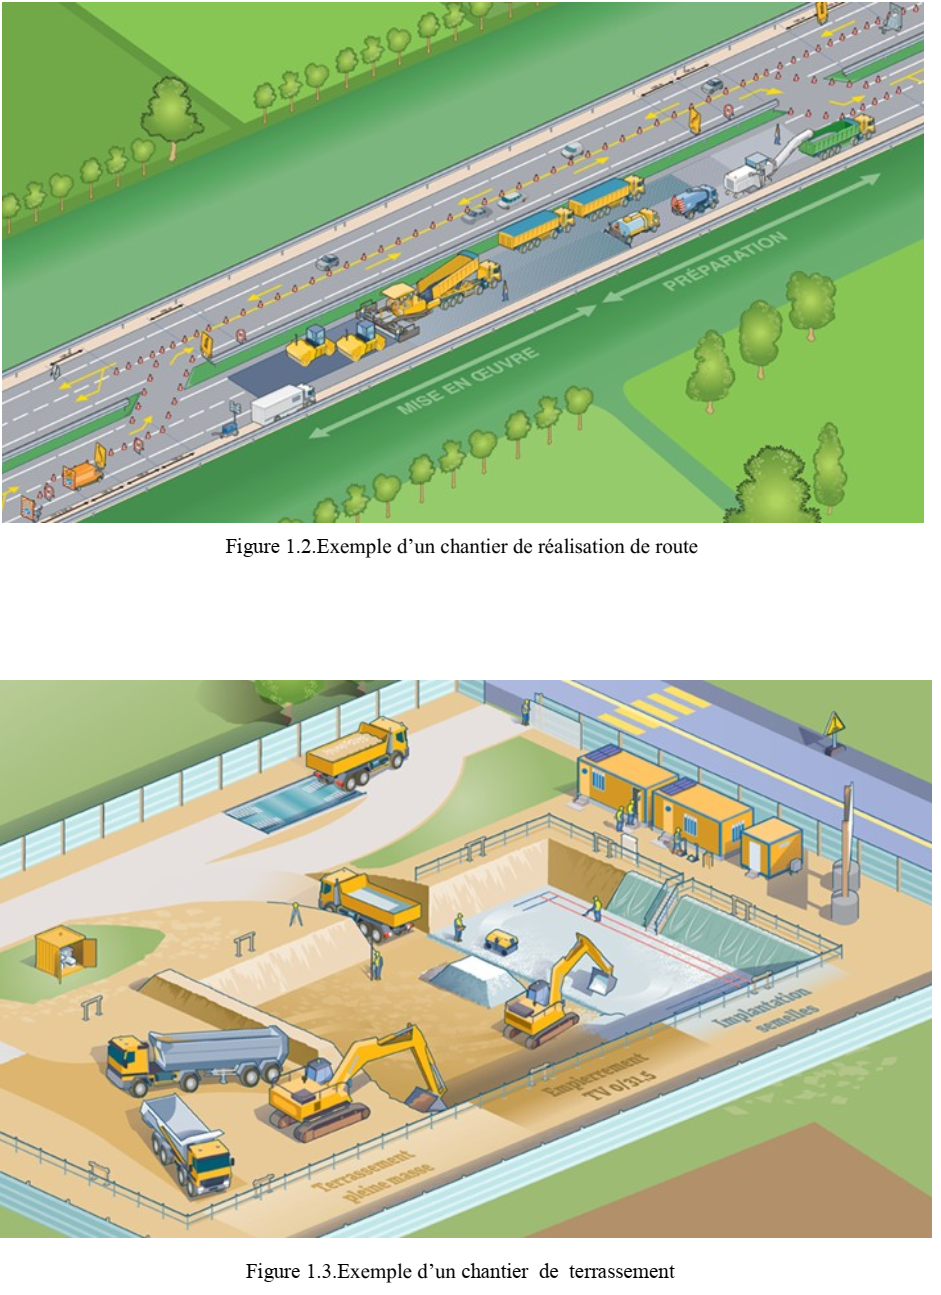 PRÉPARATION
MISE EN ŒUVRE
Figure 1.2.Exemple d’un chantier de réalisation de route
Implantation
semelles
Empierrement
TV 0/31.5
Terrassement
pleine masse
Figure 1.3.Exemple d’un chantier de terrassement